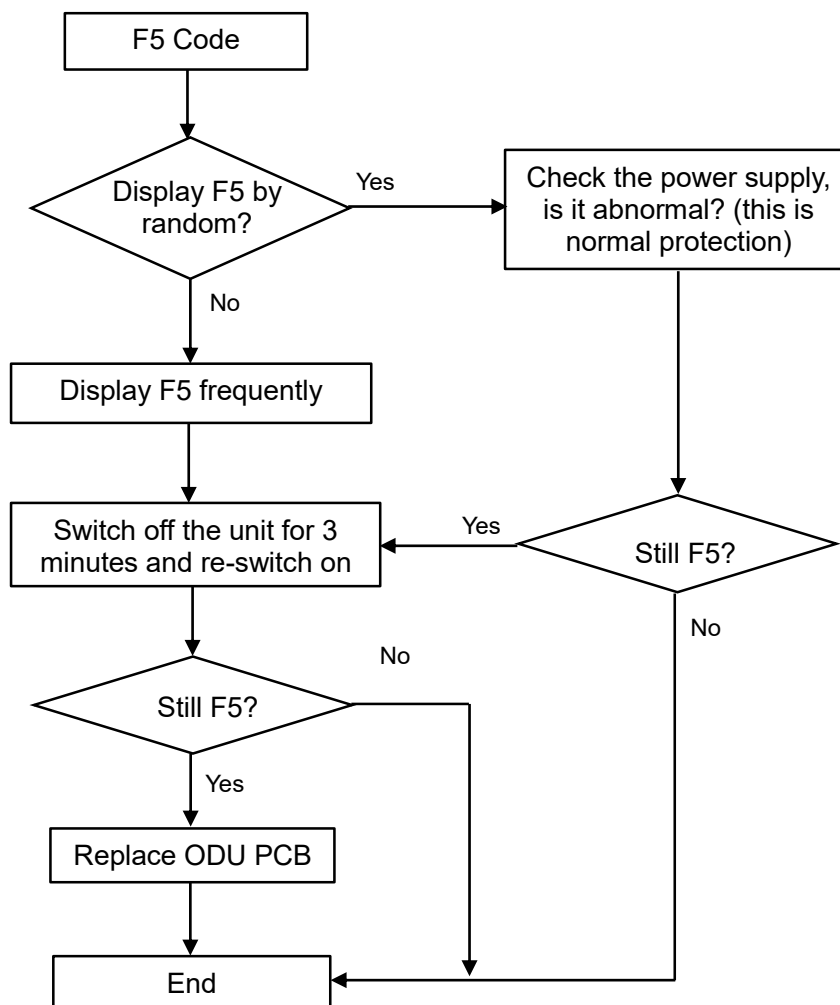 F5 Code
Display F5 by
random?
Yes
Check the power supply,
is it abnormal? (this is
normal protection)
No
Display F5 frequently
Switch off the unit for 3
minutes and re-switch on
Yes
Still F5?
No
Still F5?
No
Yes
Replace ODU PCB
End